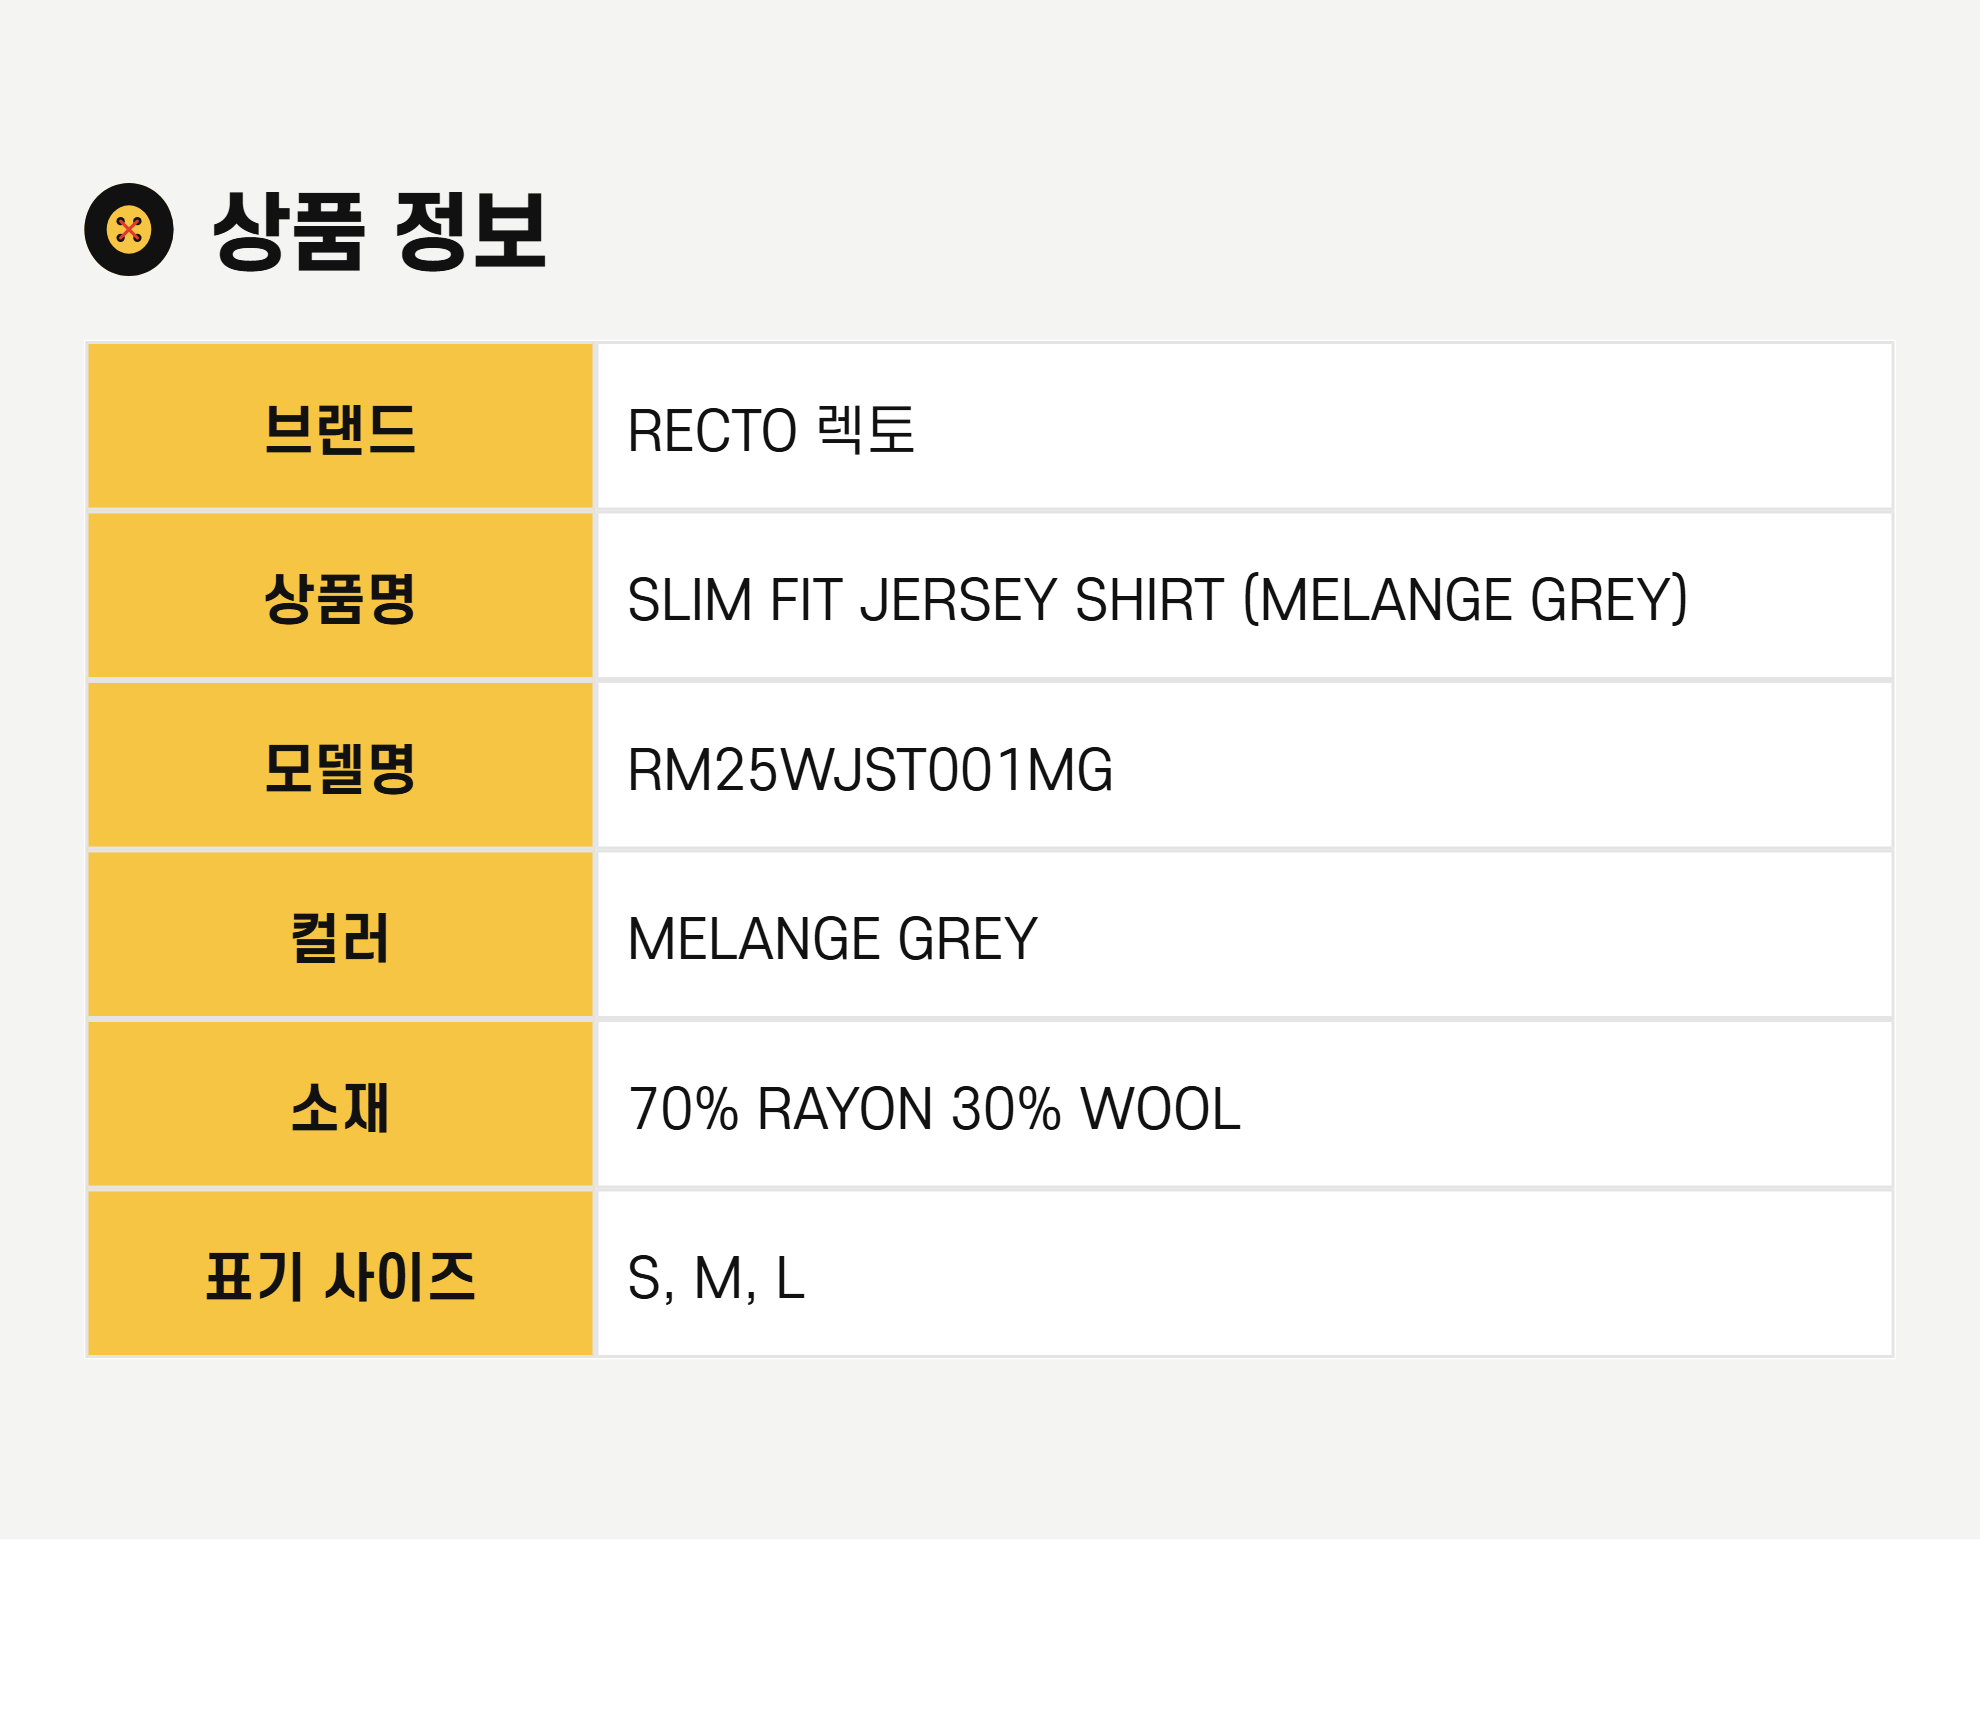 상품 정보
브랜드 RECTO 렉토
상품명 SLIM FIT JERSEY SHIRT (MELANGE GREY)
모델명 RM25WJST001MG
컬러 MELANGE GREY
소재 70% RAYON 30% WOOL
표기 사이즈 S, M, L